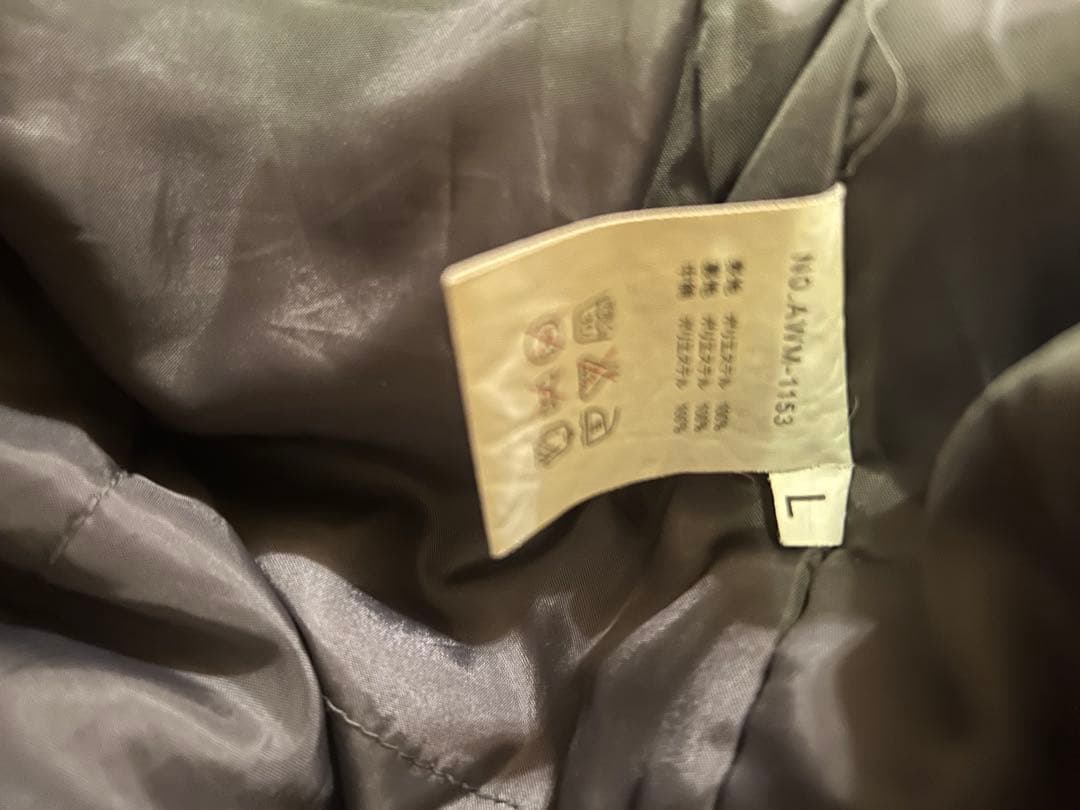 NO.AWM-1153
表地 ポリエステル 100%
裏地 ポリエステル 100%
中綿 ポリエステル 100%
L